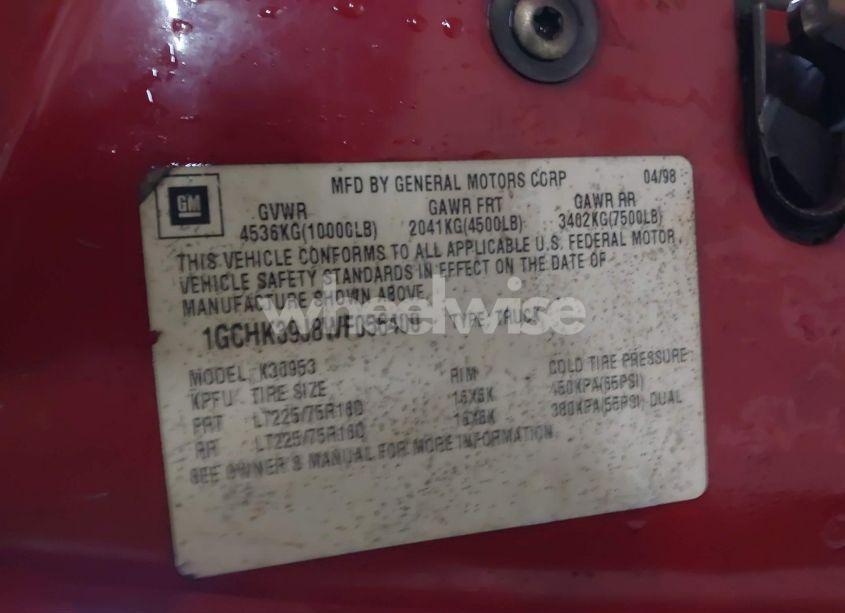 GM
MFD BY GENERAL MOTORS CORP 04/98
GVWR GAWR FRT GAWR RR
4536KG(10000LB) 2041KG(4500LB) 3402KG(7500LB)
THIS VEHICLE CONFORMS TO ALL APPLICABLE U.S. FEDERAL MOTOR
VEHICLE SAFETY STANDARDS IN EFFECT ON THE DATE OF
MANUFACTURE SHOWN ABOVE
wheelwise
TYPE: TRUCK
MODEL: K30953
KPFU TIRE SIZE RIM COLD TIRE PRESSURE
FRT LT225/75R16D 16X6K 450KPA(65PSI)
RR LT225/75R16D 16X6K 380KPA(55PSI) DUAL
SEE OWNER'S MANUAL FOR MORE INFORMATION